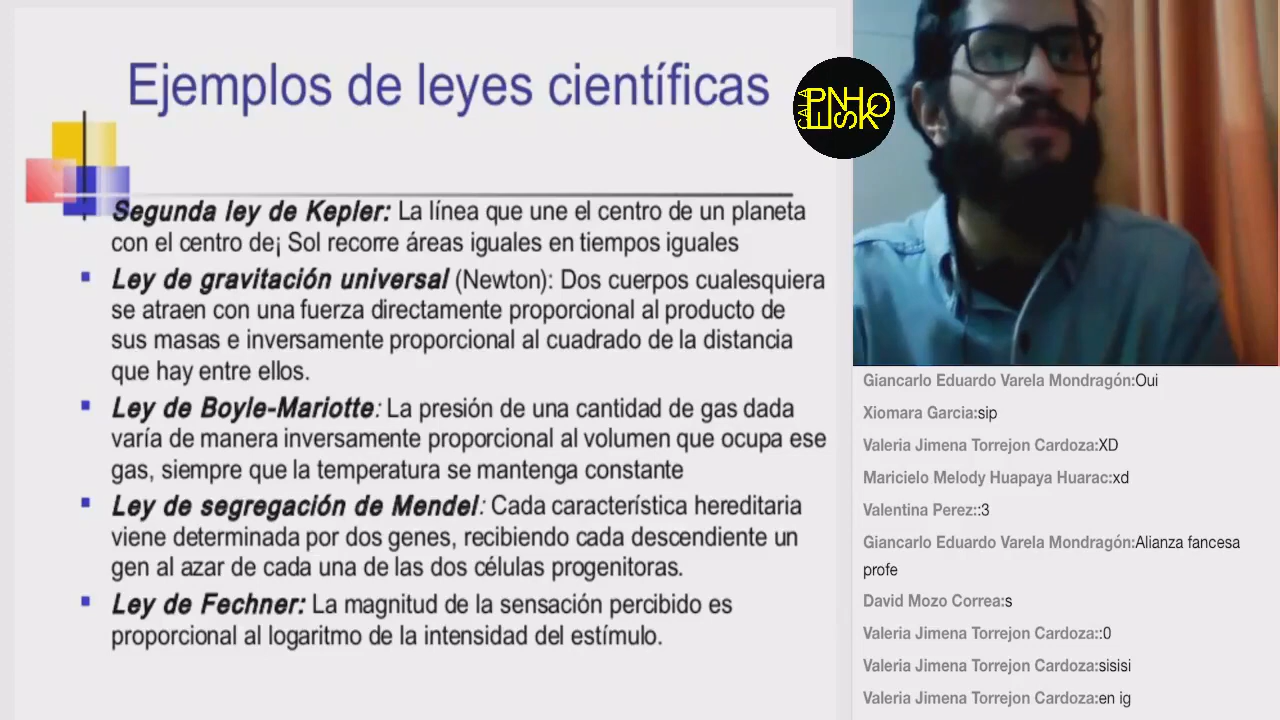 Ejemplos de leyes científicas
Segunda ley de Kepler: La línea que une el centro de un planeta
con el centro de¡ Sol recorre áreas iguales en tiempos iguales
Ley de gravitación universal (Newton): Dos cuerpos cualesquiera
se atraen con una fuerza directamente proporcional al producto de
sus masas e inversamente proporcional al cuadrado de la distancia
que hay entre ellos.
Ley de Boyle-Mariotte: La presión de una cantidad de gas dada
varía de manera inversamente proporcional al volumen que ocupa ese
gas, siempre que la temperatura se mantenga constante
Ley de segregación de Mendel: Cada característica hereditaria
viene determinada por dos genes, recibiendo cada descendiente un
gen al azar de cada una de las dos células progenitoras.
Ley de Fechner: La magnitud de la sensación percibido es
proporcional al logaritmo de la intensidad del estímulo.
Giancarlo Eduardo Varela Mondragón:Oui
Xiomara Garcia:sip
Valeria Jimena Torrejon Cardoza:XD
Maricielo Melody Huapaya Huarac:xd
Valentina Perez::3
Giancarlo Eduardo Varela Mondragón:Alianza fancesa
profe
David Mozo Correa:s
Valeria Jimena Torrejon Cardoza::0
Valeria Jimena Torrejon Cardoza:sisisi
Valeria Jimena Torrejon Cardoza:en ig